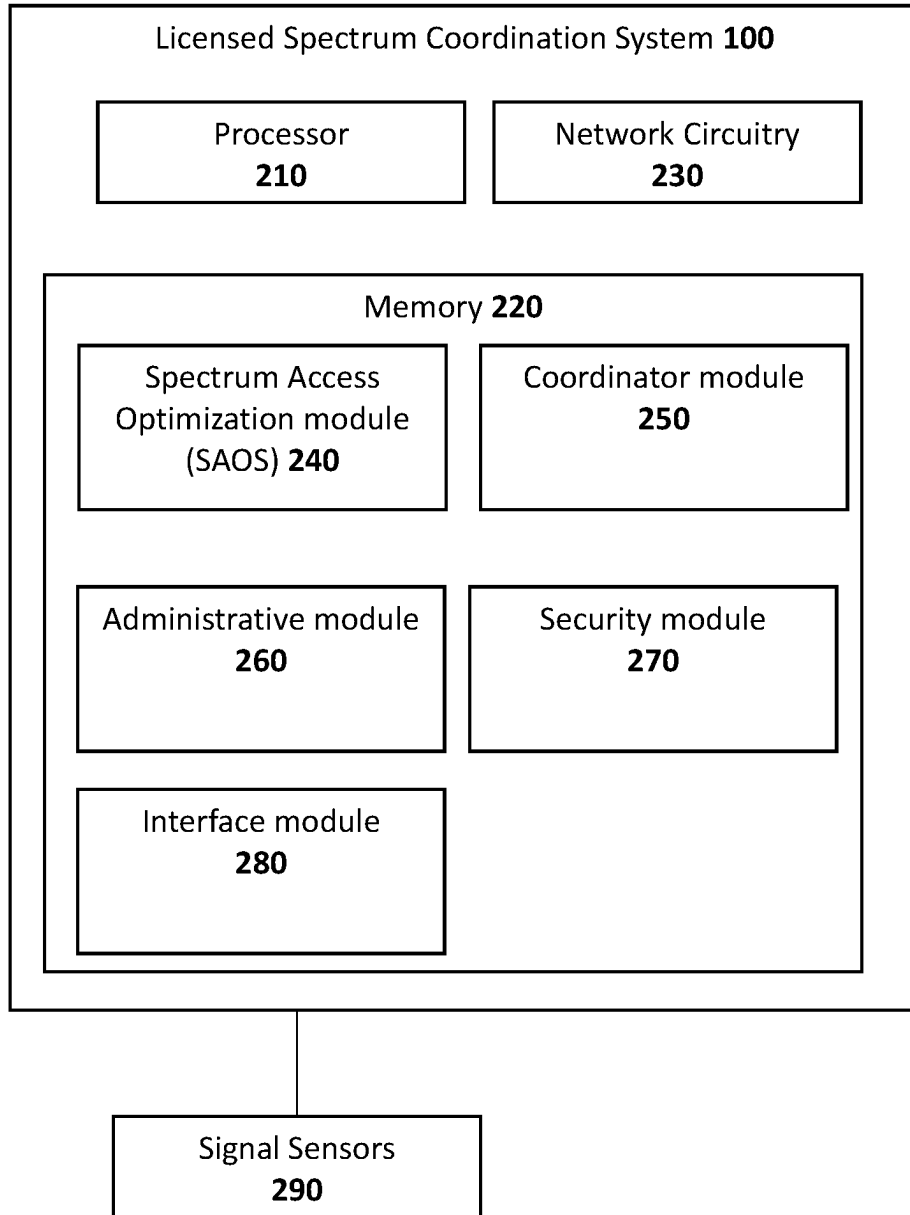 Licensed Spectrum Coordination System 100
Processor
210
Network Circuitry
230
Memory 220
Spectrum Access
Optimization module
(SAOS) 240
Coordinator module
250
Administrative module
260
Security module
270
Interface module
280
Signal Sensors
290